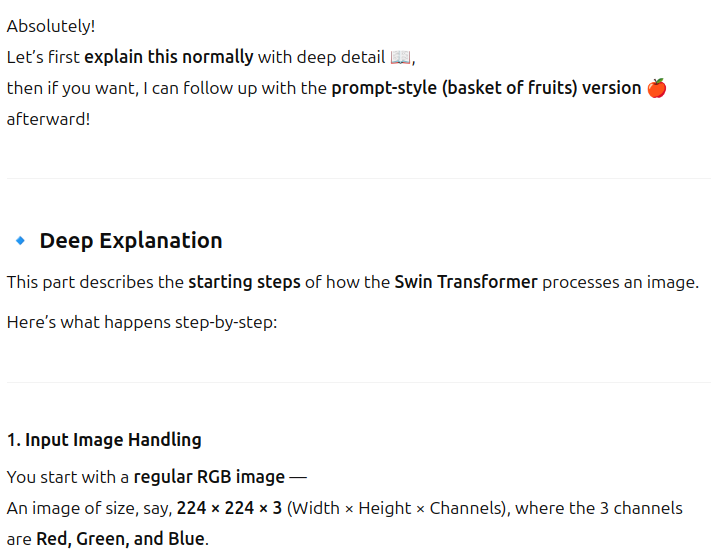 Absolutely!
Let’s first explain this normally with deep detail 📖,
then if you want, I can follow up with the prompt-style (basket of fruits) version 🍎
afterward!
🔹 Deep Explanation
This part describes the starting steps of how the Swin Transformer processes an image.
Here’s what happens step-by-step:
1. Input Image Handling
You start with a regular RGB image —
An image of size, say, 224 × 224 × 3 (Width × Height × Channels), where the 3 channels
are Red, Green, and Blue.